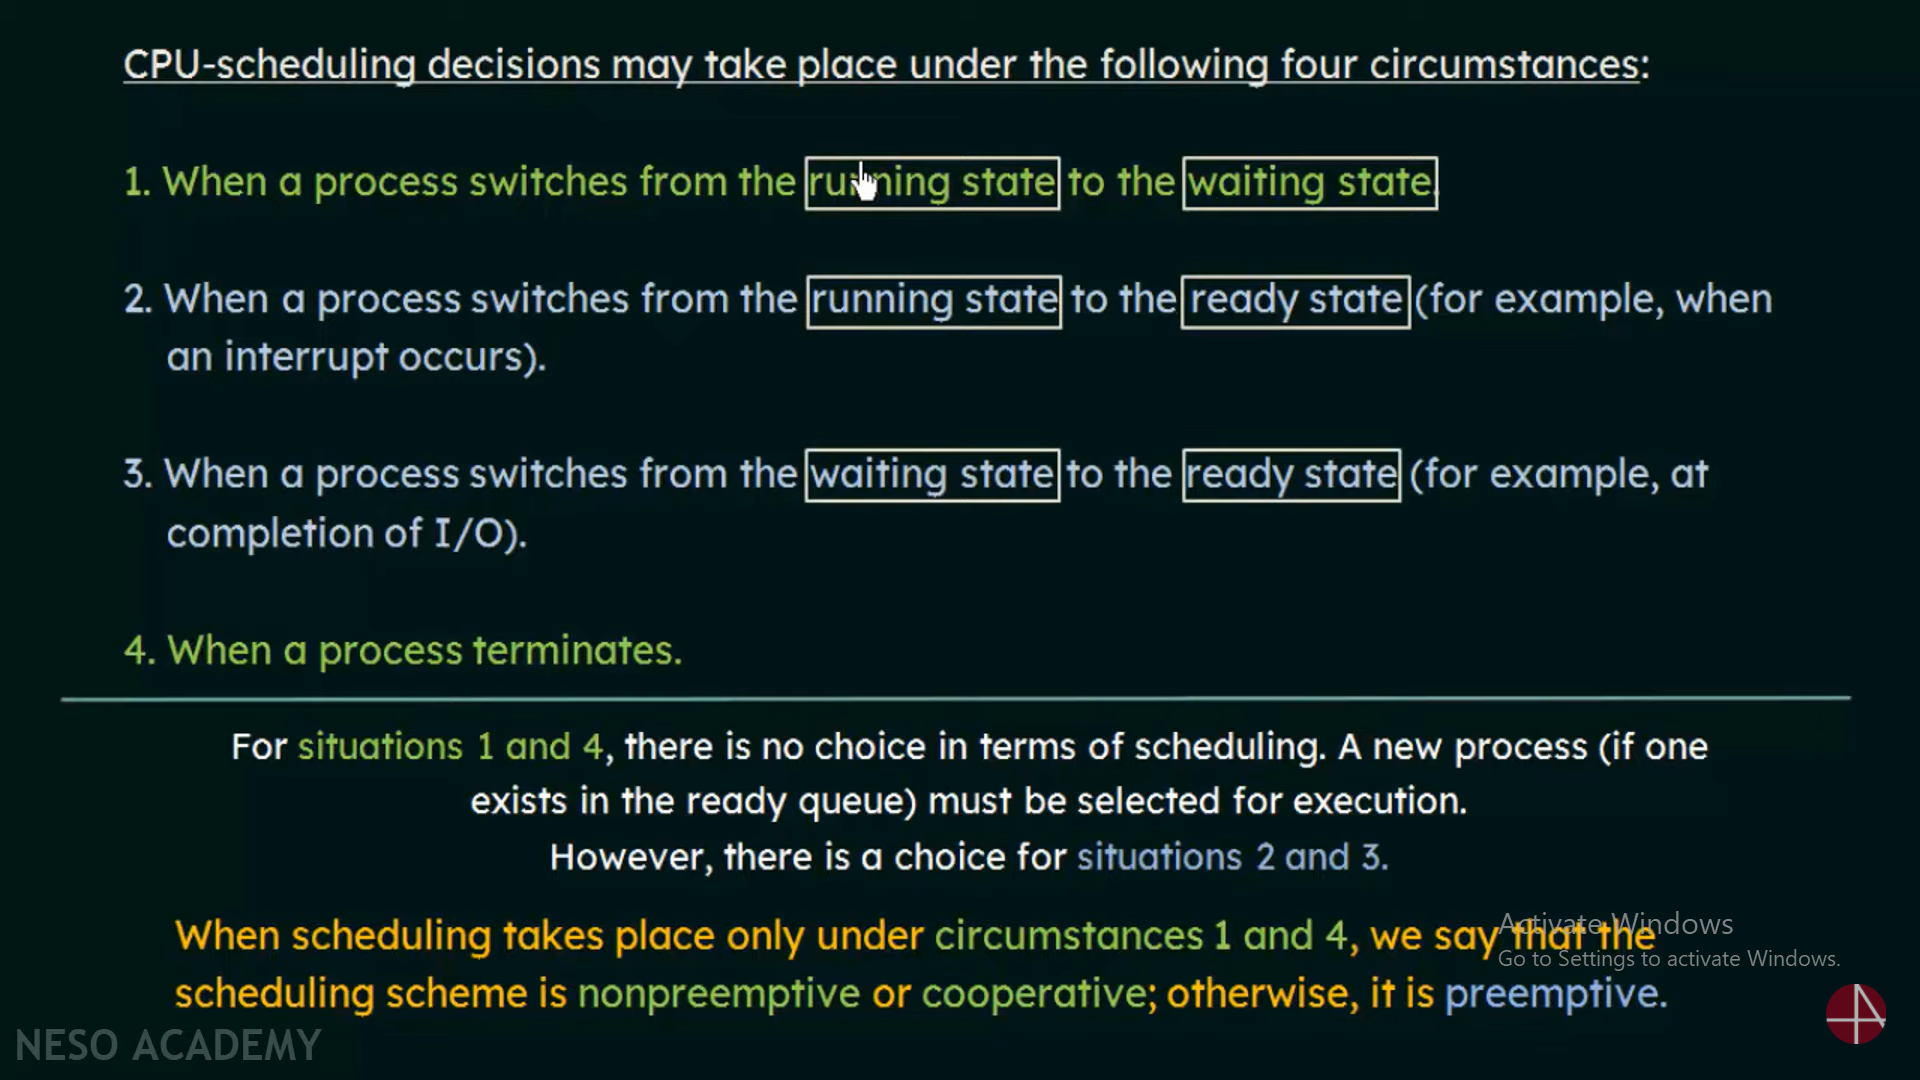 CPU-scheduling decisions may take place under the following four circumstances:
1. When a process switches from the running state to the waiting state.
2. When a process switches from the running state to the ready state (for example, when
an interrupt occurs).
3. When a process switches from the waiting state to the ready state (for example, at
completion of I/O).
4. When a process terminates.
For situations 1 and 4, there is no choice in terms of scheduling. A new process (if one
exists in the ready queue) must be selected for execution.
However, there is a choice for situations 2 and 3.
When scheduling takes place only under circumstances 1 and 4, we say that the
scheduling scheme is nonpreemptive or cooperative; otherwise, it is preemptive.
Activate Windows
Go to Settings to activate Windows.
NESO ACADEMY